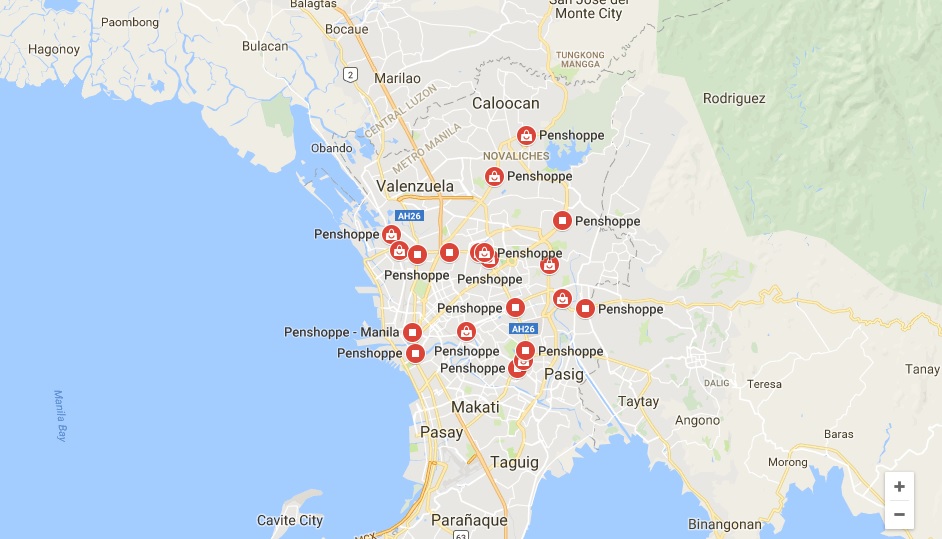 Balagtas
San Jose del
Monte City
Paombong
Bocaue
Hagonoy
Bulacan
TUNGKONG
MANGGA
2
Marilao
Rodriguez
Caloocan
CENTRAL LUZON
METRO MANILA
Penshoppe
Obando
NOVALICHES
Penshoppe
Valenzuela
AH26
Penshoppe
Penshoppe
Penshoppe
Penshoppe
Penshoppe
Penshoppe
Penshoppe
AH26
Penshoppe - Manila
Penshoppe
Penshoppe
Penshoppe
Penshoppe
Pasig
Tanay
DALIG
Teresa
Manila Bay
Makati
Taytay
Angono
Pasay
Baras
Taguig
Morong
+
−
Cavite City
Parañaque
Binangonan
63